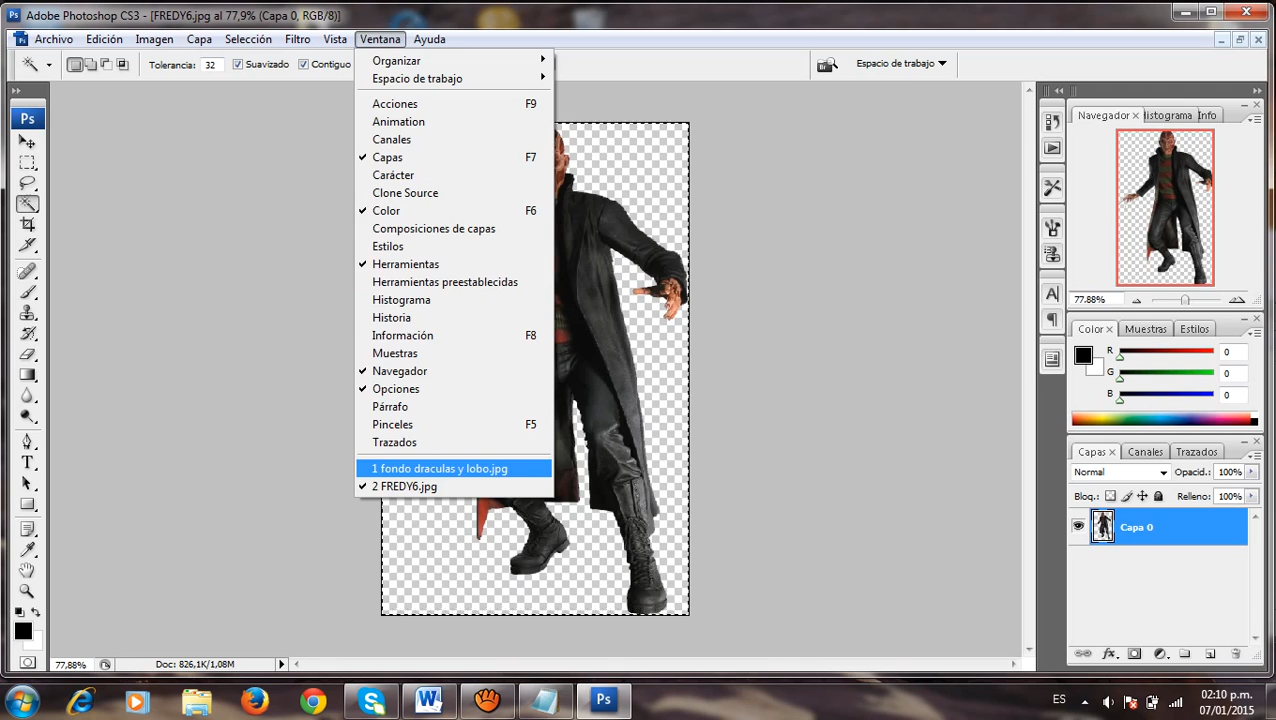 Adobe Photoshop CS3 - [FREDY6.jpg al 77,9% (Capa 0, RGB/8)]
Ps Archivo Edición Imagen Capa Selección Filtro Vista Ventana Ayuda
Tolerancia: 32 Suavizado Contiguo Espacio de trabajo
Organizar
Espacio de trabajo
Acciones F9
Animation
Canales
Capas F7
Carácter
Clone Source
Color F6
Composiciones de capas
Estilos
Herramientas
Herramientas preestablecidas
Histograma
Historia
Información F8
Muestras
Navegador
Opciones
Párrafo
Pinceles F5
Trazados
1 fondo draculas y lobo.jpg
2 FREDY6.jpg
Ps
T
A
Navegador Histograma Info
77.88%
Color Muestras Estilos
R 0
G 0
B 0
Capas Canales Trazados
Normal Opacid.: 100%
Bloq.: Relleno: 100%
Capa 0
fx
77,88% Doc: 826,1K/1,08M
W Ps ES 02:10 p.m.
07/01/2015